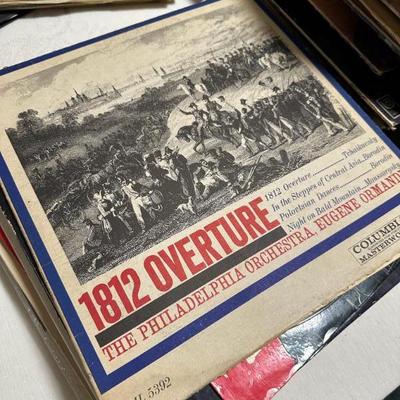 1812 Overture..........Tchaikovsky
In the Steppes of Central Asia..Borodin
Polovtsian Dances..........Borodin
Night on Bald Mountain...Moussorgsky
1812 OVERTURE
THE PHILADELPHIA ORCHESTRA, EUGENE ORMANDY
COLUMBIA
MASTERWORKS
ML 5392